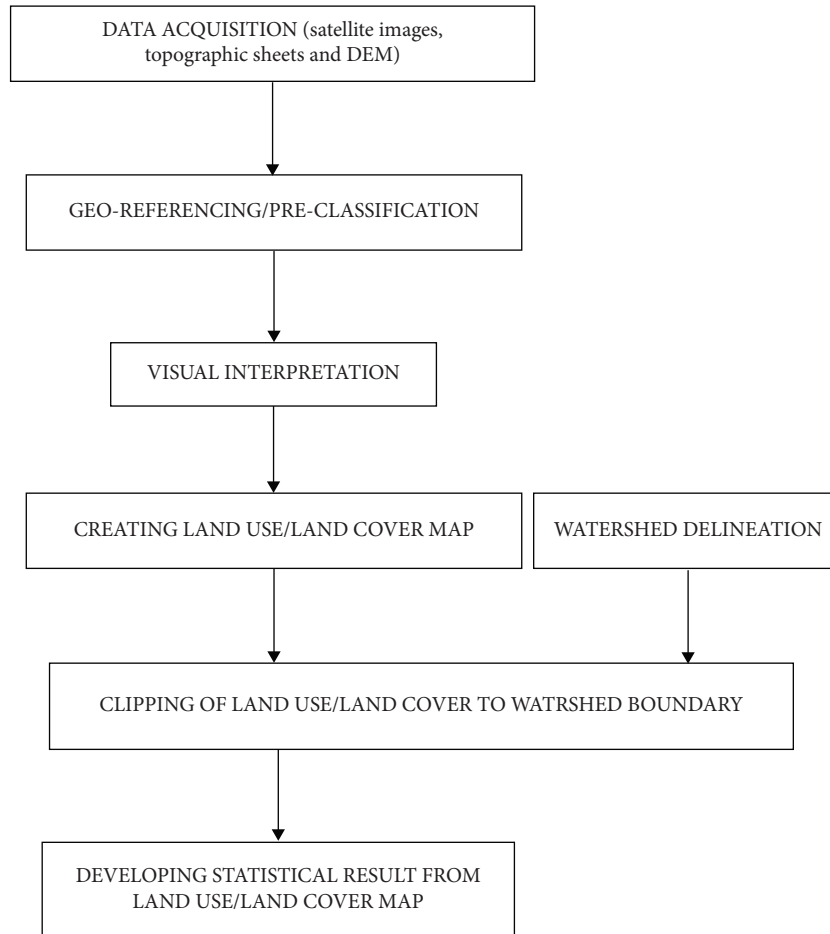 DATA ACQUISITION (satellite images,
topographic sheets and DEM)
GEO-REFERENCING/PRE-CLASSIFICATION
VISUAL INTERPRETATION
CREATING LAND USE/LAND COVER MAP
WATERSHED DELINEATION
CLIPPING OF LAND USE/LAND COVER TO WATRSHED BOUNDARY
DEVELOPING STATISTICAL RESULT FROM
LAND USE/LAND COVER MAP